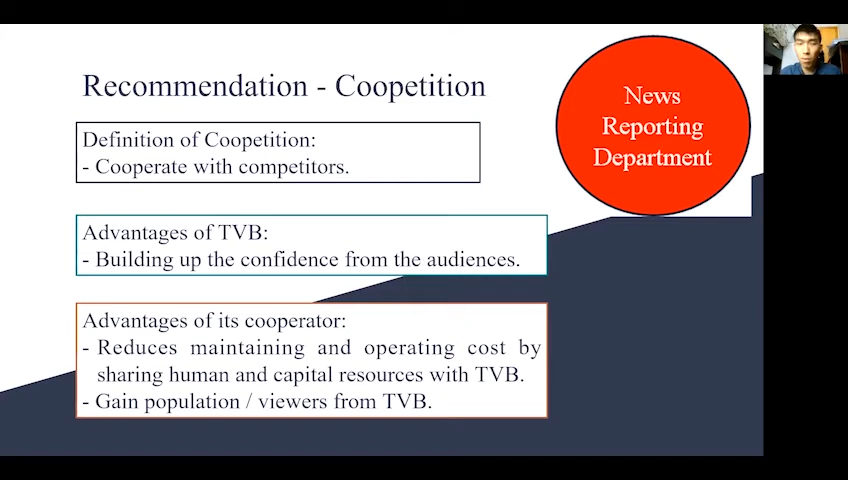 Recommendation - Coopetition
News
Reporting
Department
Definition of Coopetition:
- Cooperate with competitors.
Advantages of TVB:
- Building up the confidence from the audiences.
Advantages of its cooperator:
- Reduces maintaining and operating cost by
sharing human and capital resources with TVB.
- Gain population / viewers from TVB.